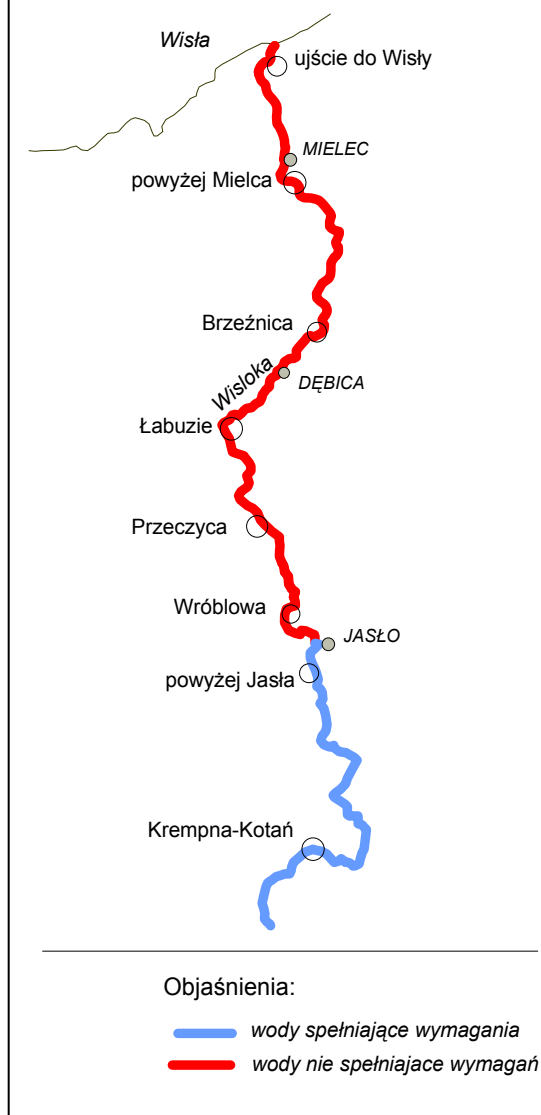 Wisła
ujście do Wisły
MIELEC
powyżej Mielca
Brzeźnica
Wisloka
DĘBICA
Łabuzie
Przeczyca
Wróblowa
JASŁO
powyżej Jasła
Krempna-Kotań
Objaśnienia:
wody spełniające wymagania
wody nie spełniajace wymagań